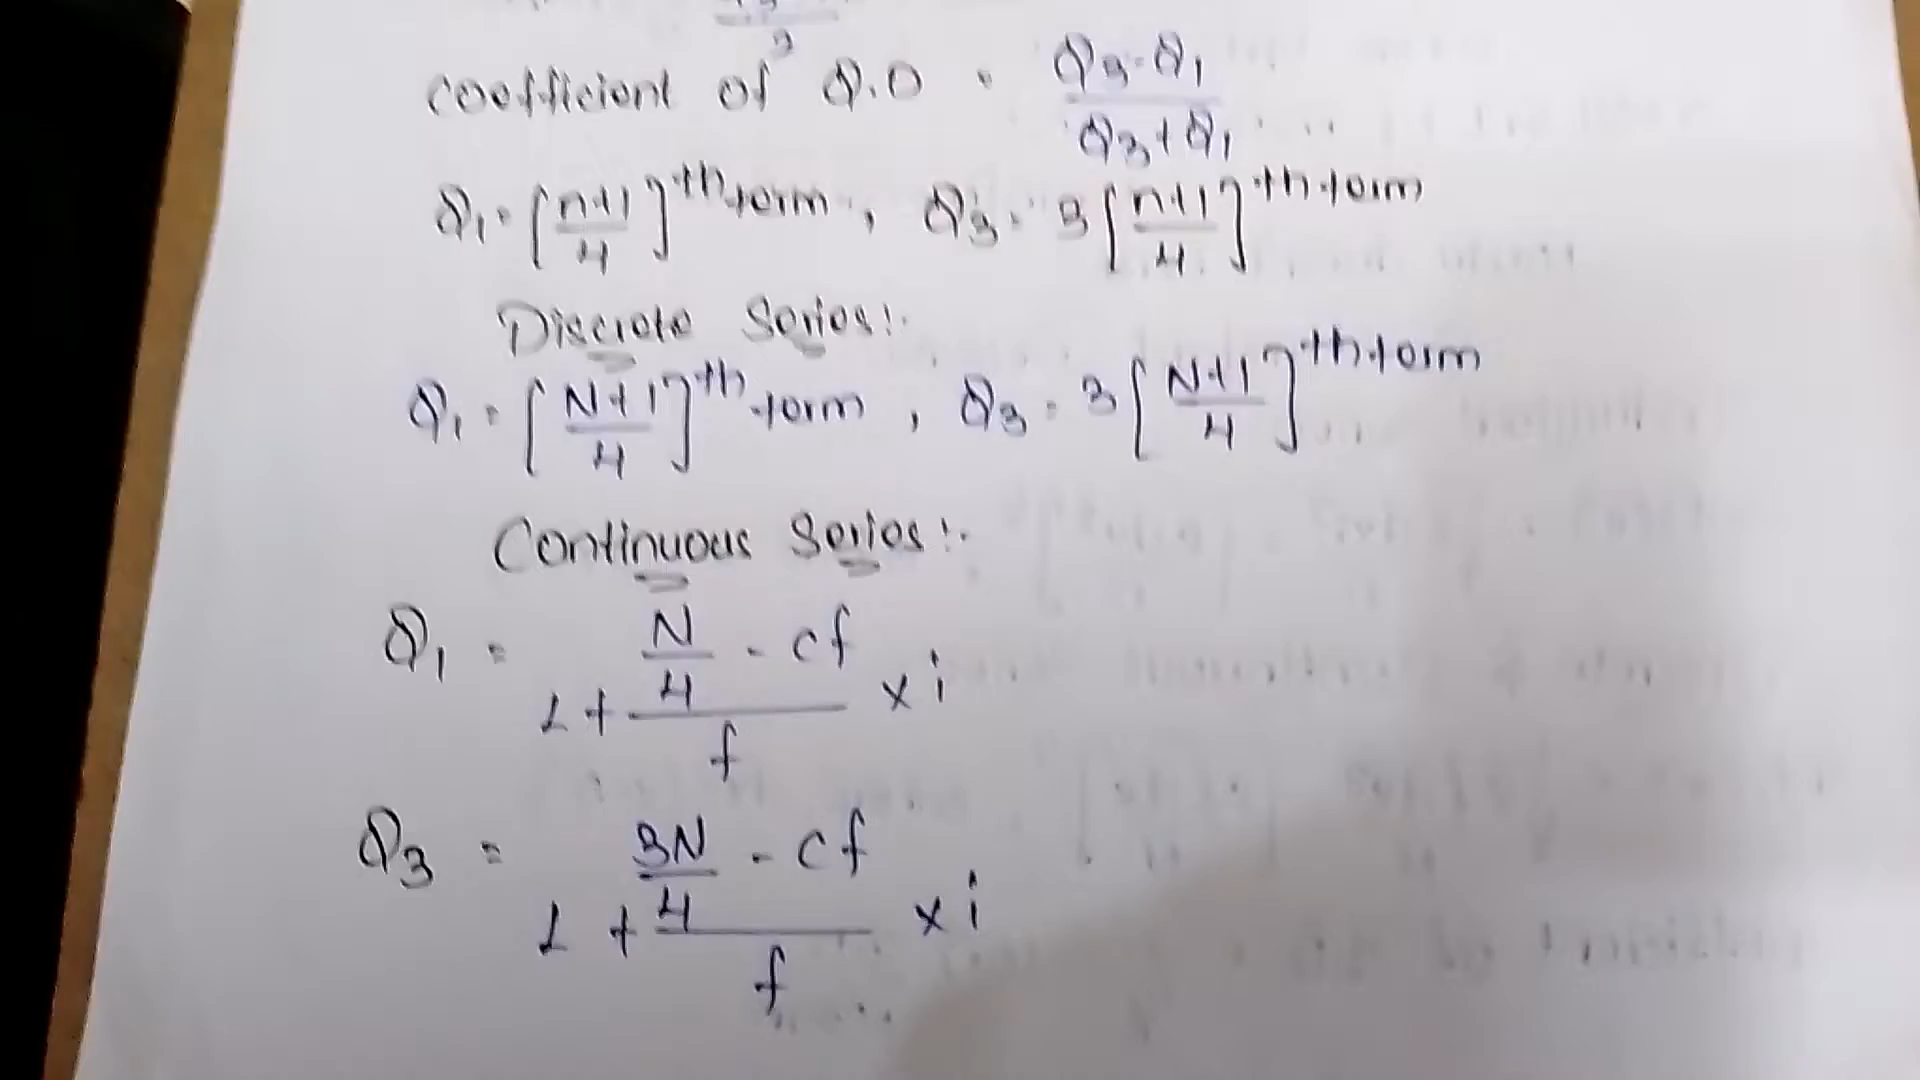 Coefficient of Q.D = Q3-Q1 / Q3+Q1
Q1 = [n+1/4]th term, Q3 = 3[n+1/4]th term
Discrete Series:-
Q1 = [N+1/4]th term, Q3 = 3[N+1/4]th term
Continuous Series:-
Q1 = L + N/4 - cf / f x i
Q3 = L + 3N/4 - cf / f x i